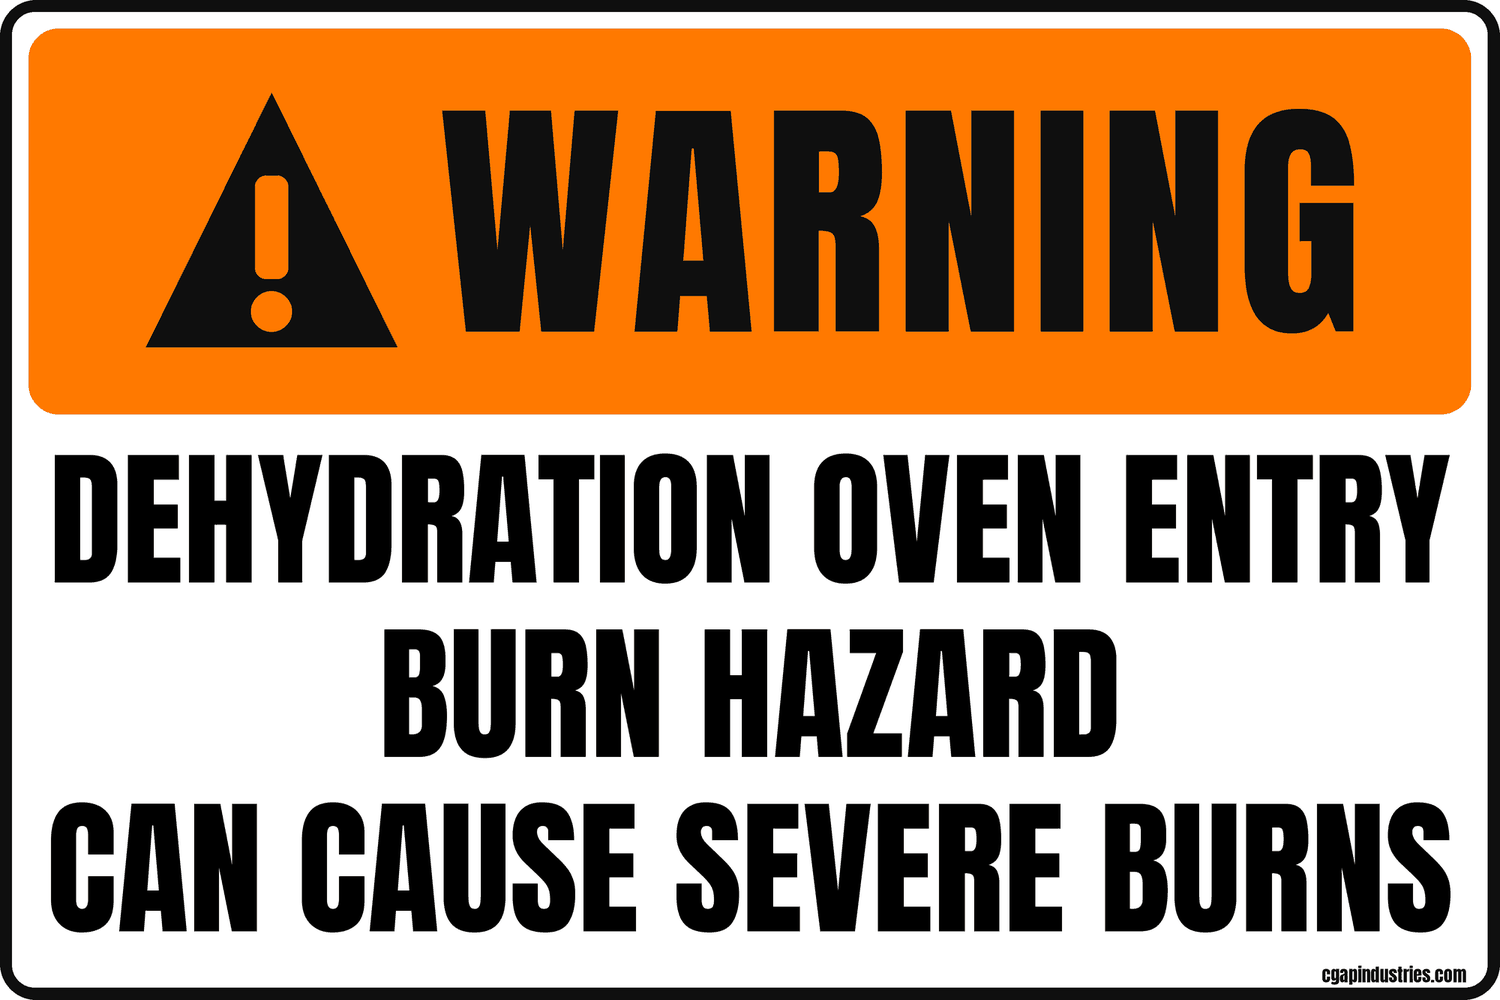 WARNING
DEHYDRATION OVEN ENTRY
BURN HAZARD
CAN CAUSE SEVERE BURNS
cgapindustries.com